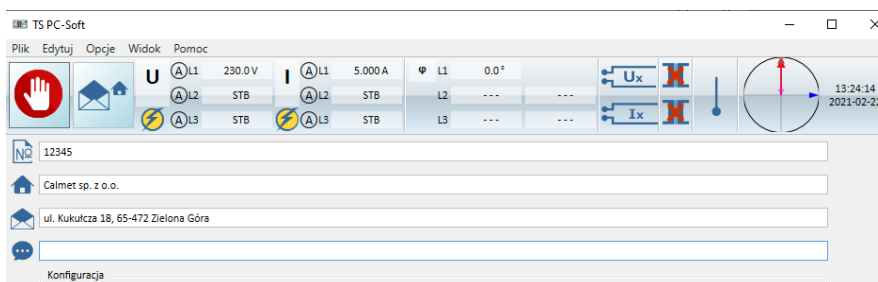 TS PC-Soft
Plik Edytuj Opcje Widok Pomoc
U A L1 230.0 V I A L1 5.000 A φ L1 0.0 ° Ux
A L2 STB A L2 STB L2 --- ---
A L3 STB A L3 STB L3 --- --- Ix
13:24:14
2021-02-22
No 12345
Calmet sp. z o.o.
ul. Kukułcza 18, 65-472 Zielona Góra
Konfiguracja